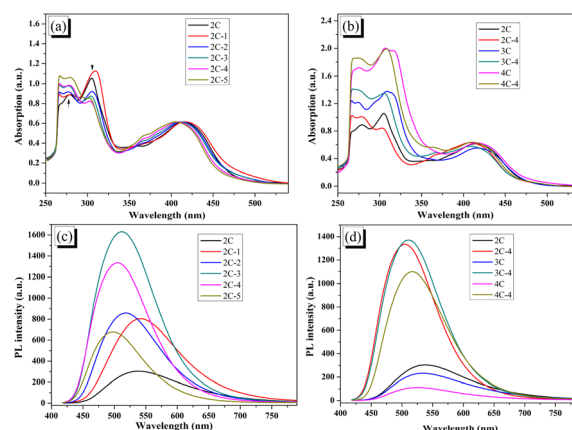 (a)
2C
2C-1
2C-2
2C-3
2C-4
2C-5
Absorption (a.u.)
1.8
1.6
1.4
1.2
1.0
0.8
0.6
0.4
0.2
0.0
250 300 350 400 450 500
Wavelength (nm)
(b)
2C
2C-4
3C
3C-4
4C
4C-4
Absorption (a.u.)
2.4
2.0
1.6
1.2
0.8
0.4
0.0
250 300 350 400 450 500
Wavelength (nm)
(c)
2C
2C-1
2C-2
2C-3
2C-4
2C-5
PL intensity (a.u.)
1600
1400
1200
1000
800
600
400
200
0
400 450 500 550 600 650 700 750
Wavelength (nm)
(d)
2C
2C-4
3C
3C-4
4C
4C-4
PL intensity (a.u.)
1600
1400
1200
1000
800
600
400
200
0
400 450 500 550 600 650 700 750
Wavelength (nm)